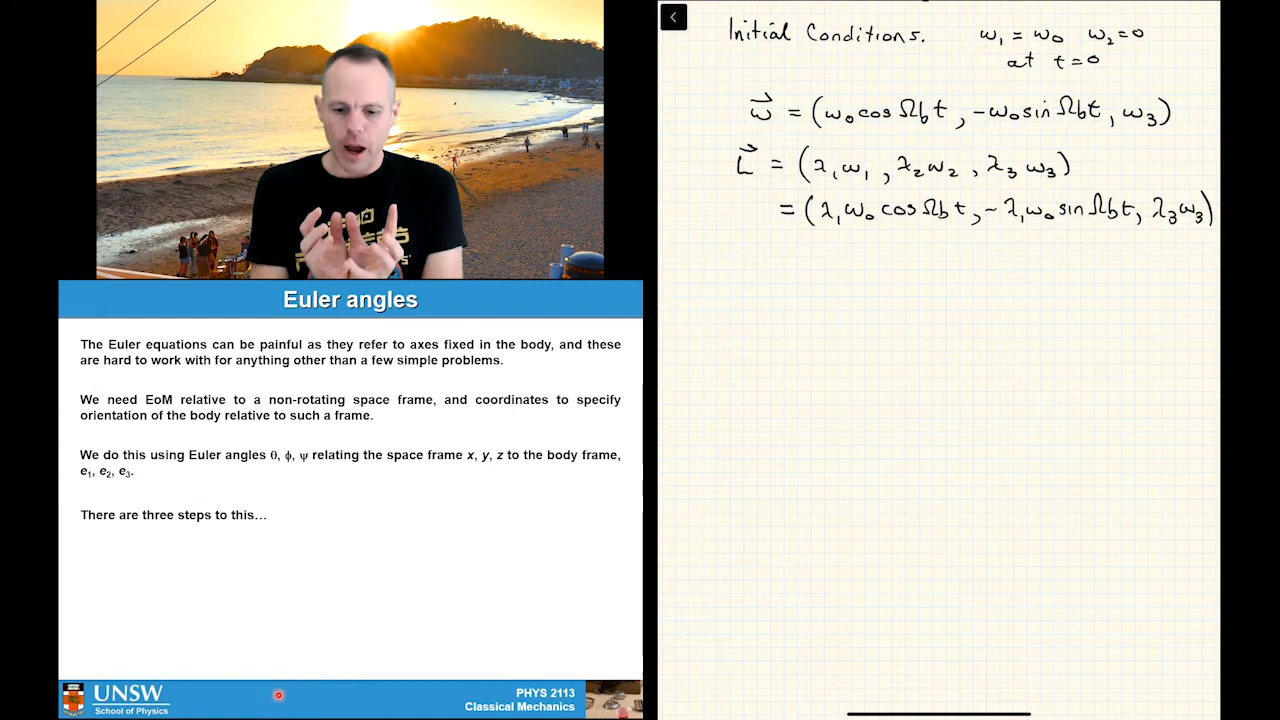 Euler angles
The Euler equations can be painful as they refer to axes fixed in the body, and these
are hard to work with for anything other than a few simple problems.
We need EoM relative to a non-rotating space frame, and coordinates to specify
orientation of the body relative to such a frame.
We do this using Euler angles θ, ϕ, ψ relating the space frame x, y, z to the body frame,
e₁, e₂, e₃.
There are three steps to this…
UNSW
School of Physics
PHYS 2113
Classical Mechanics
Initial Conditions. ω₁ = ω₀ ω₂=0
at t=0
ω⃗ = (ω₀cos Ωbt, -ω₀sin Ωbt, ω₃)
L⃗ = (λ₁ω₁, λ₂ω₂, λ₃ω₃)
= (λ₁ω₀ cos Ωbt, - λ₁ω₀ sin Ωbt, λ₃ω₃)